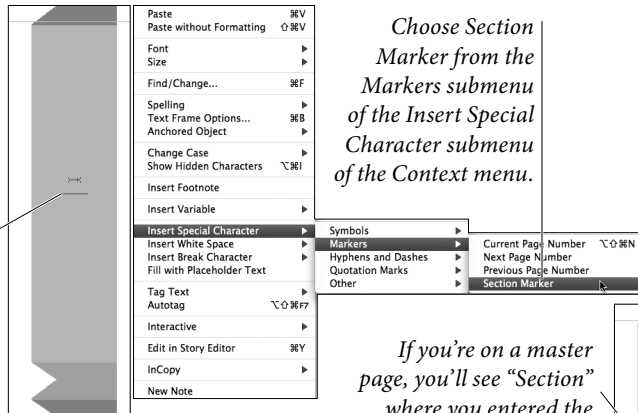 Paste ⌘V
Paste without Formatting ⇧⌘V
Font
Size
Find/Change... ⌘F
Spelling
Text Frame Options... ⌘B
Anchored Object
Change Case
Show Hidden Characters ⌥⌘I
Insert Footnote
Insert Variable
Insert Special Character
Insert White Space
Insert Break Character
Fill with Placeholder Text
Tag Text
Autotag ⌥⇧⌘F7
Interactive
Edit in Story Editor ⌘Y
InCopy
New Note
Symbols
Markers
Hyphens and Dashes
Quotation Marks
Other
Current Page Number ⌥⇧⌘N
Next Page Number
Previous Page Number
Section Marker
Choose Section
Marker from the
Markers submenu
of the Insert Special
Character submenu
of the Context menu.
If you're on a master
page, you'll see “Section”
where you entered the